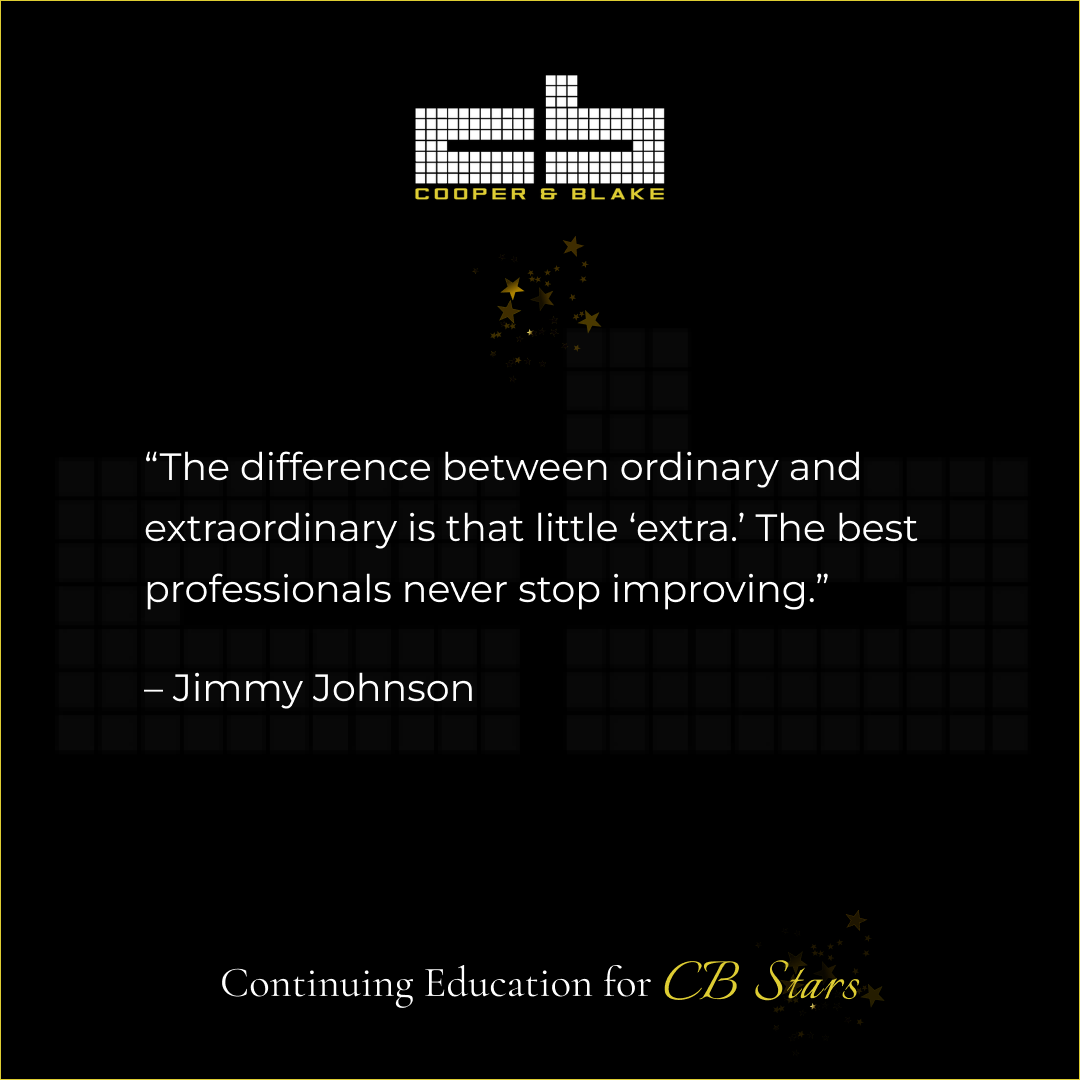 cb
COOPER & BLAKE
“The difference between ordinary and
extraordinary is that little ‘extra.’ The best
professionals never stop improving.”
– Jimmy Johnson
Continuing Education for CB Stars